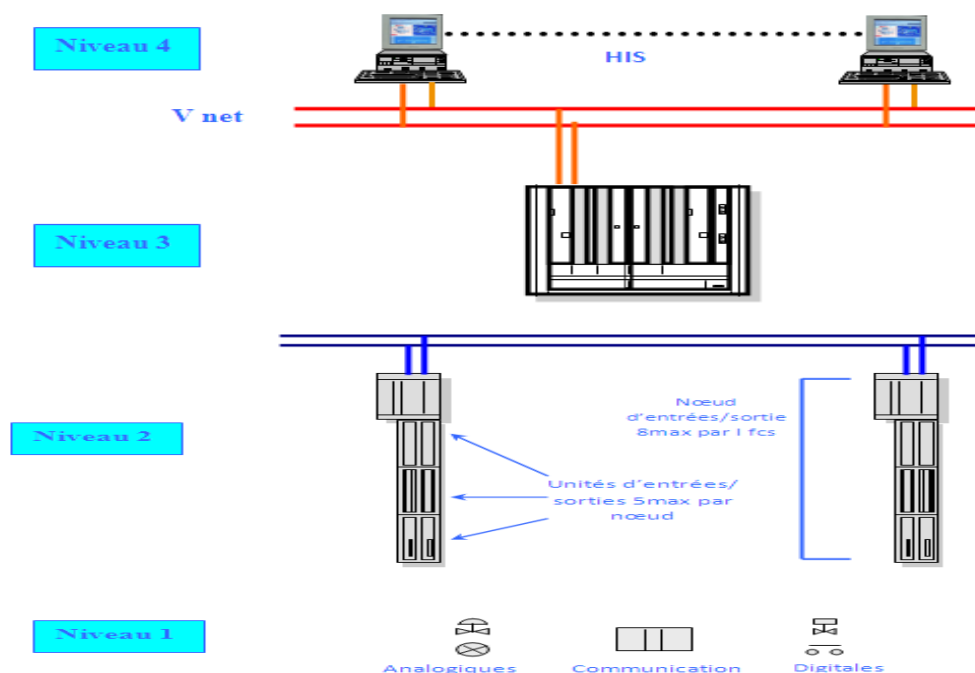 Niveau 4
HIS
V net
Niveau 3
Nœud
d'entrées/sortie
8max par I fcs
Niveau 2
Unités d'entrées/
sorties 5max par
nœud
Niveau 1
Analogiques
Communication
Digitales